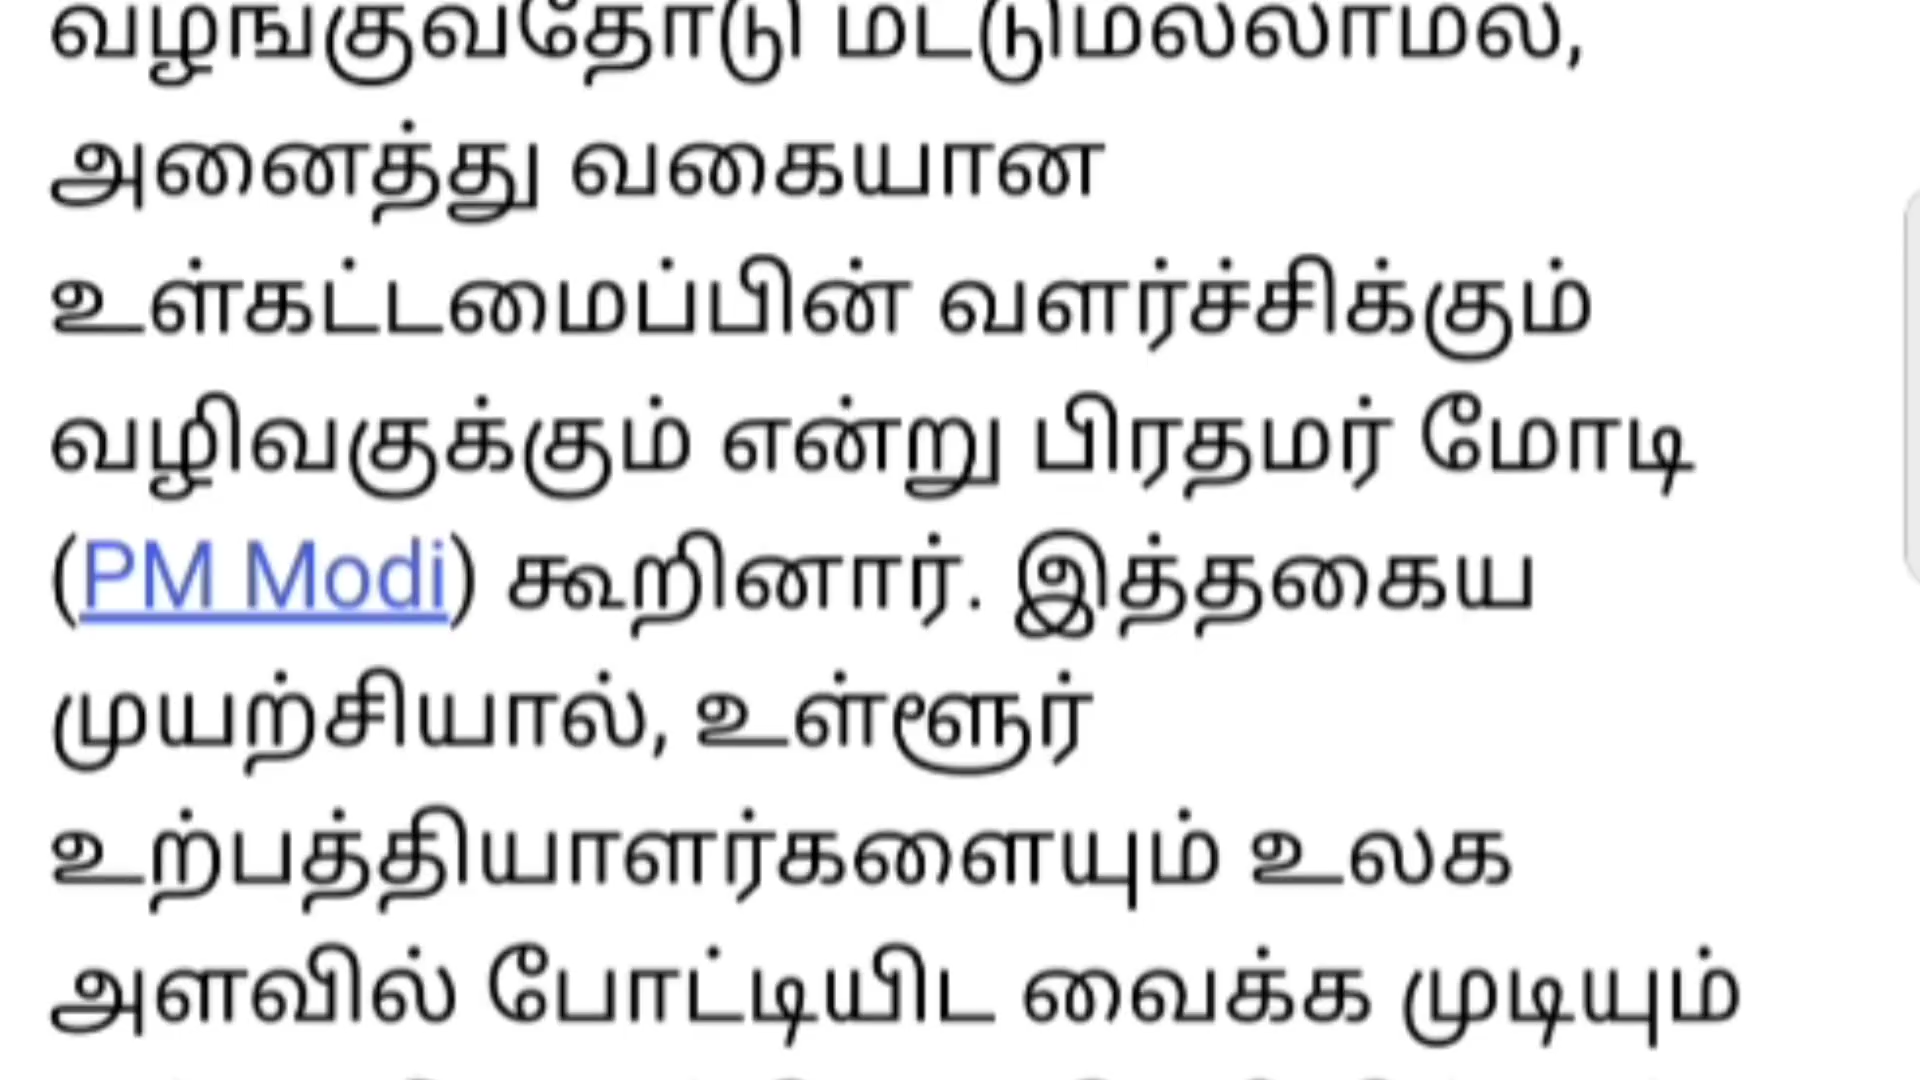 வழங்குவதோடு மட்டுமல்லாமல்,
அனைத்து வகையான
உள்கட்டமைப்பின் வளர்ச்சிக்கும்
வழிவகுக்கும் என்று பிரதமர் மோடி
(PM Modi) கூறினார். இத்தகைய
முயற்சியால், உள்ளூர்
உற்பத்தியாளர்களையும் உலக
அளவில் போட்டியிட வைக்க முடியும்